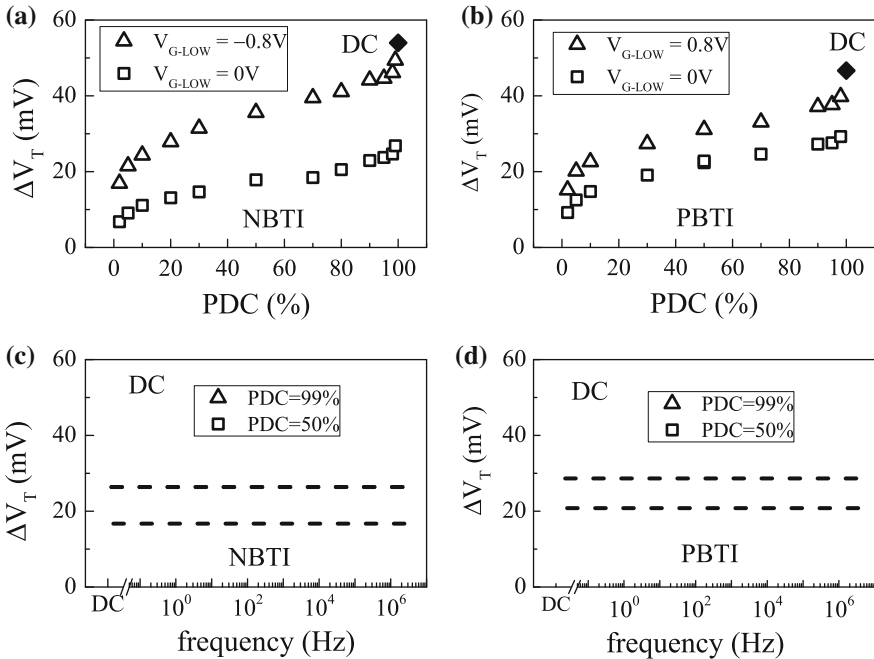 (a)
60
40
20
0
ΔV_T (mV)
V_G-LOW = −0.8V
V_G-LOW = 0V
DC
NBTI
0 20 40 60 80 100
PDC (%)
(b)
60
40
20
0
ΔV_T (mV)
V_G-LOW = 0.8V
V_G-LOW = 0V
DC
PBTI
0 20 40 60 80 100
PDC (%)
(c)
60
40
20
0
ΔV_T (mV)
DC
PDC=99%
PDC=50%
NBTI
DC 10^0 10^2 10^4 10^6
frequency (Hz)
(d)
60
40
20
0
ΔV_T (mV)
DC
PDC=99%
PDC=50%
PBTI
DC 10^0 10^2 10^4 10^6
frequency (Hz)